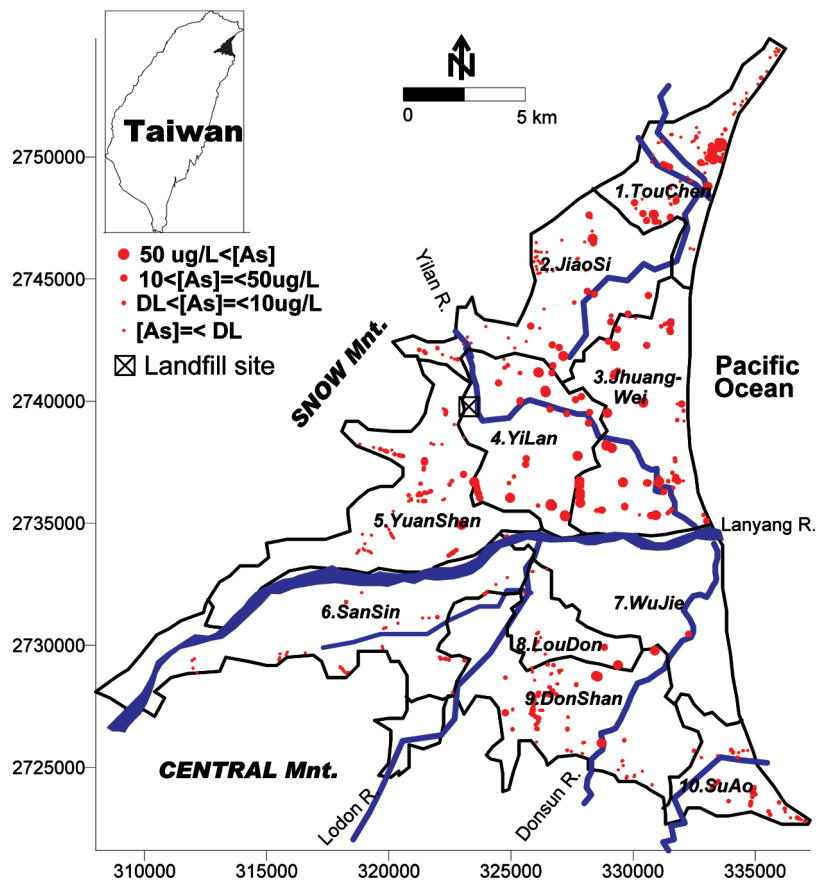 N
0
5 km
Taiwan
50 ug/L<[As]
10<[As]=<50ug/L
DL<[As]=<10ug/L
[As]=< DL
Landfill site
2750000
2745000
2740000
2735000
2730000
2725000
1.TouChen
2.JiaoSi
Yilan R.
SNOW Mnt.
3.Jhuang-
Wei
Pacific
Ocean
4.YiLan
5.YuanShan
Lanyang R.
6.SanSin
7.WuJie
8.LouDon
9.DonShan
CENTRAL Mnt.
10.SuAo
Lodon R.
Donsun R.
310000
315000
320000
325000
330000
335000